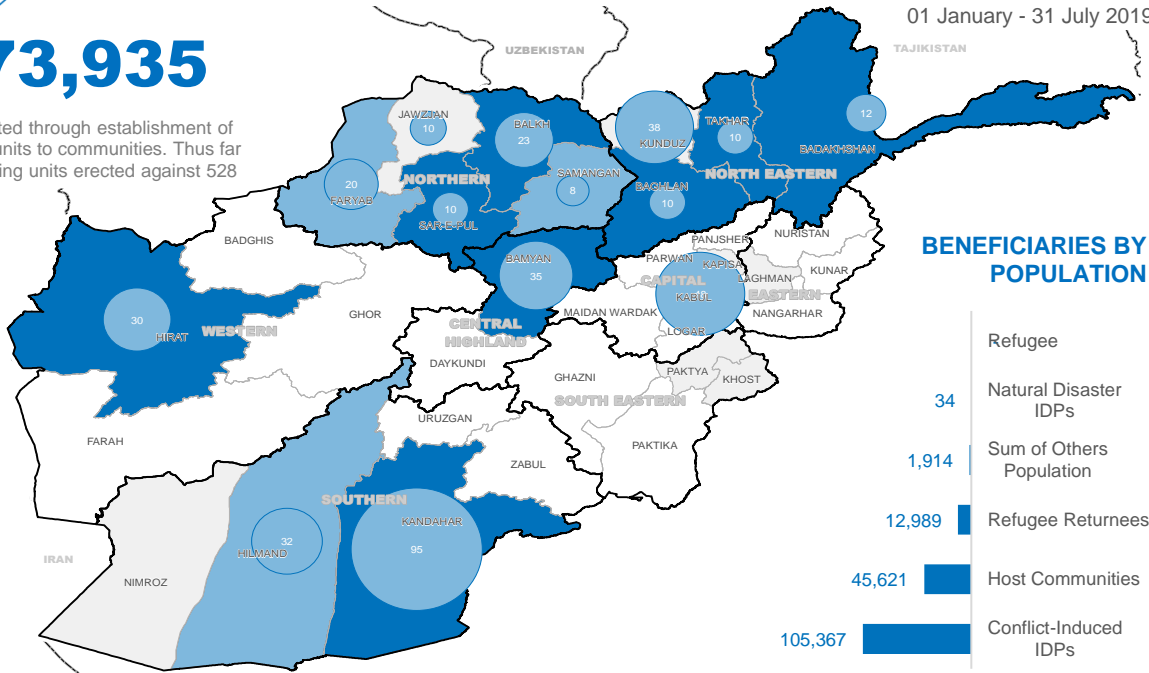 01 January - 31 July 2019
73,935
ted through establishment of
units to communities. Thus far
ing units erected against 528
UZBEKISTAN
TAJIKISTAN
JAWZJAN
10
BALKH
23
38
KUNDUZ
TAKHAR
10
12
BADAKHSHAN
20
FARYAB
NORTHERN
SAMANGAN
8
NORTH EASTERN
BAGHLAN
10
10
SAR-E-PUL
BADGHIS
BAMYAN
35
PANJSHER
NURISTAN
PARWAN
KAPISA
CAPITAL
LAGHMAN
KUNAR
KABUL
EASTERN
NANGARHAR
30
HIRAT
WESTERN
GHOR
CENTRAL
HIGHLAND
MAIDAN WARDAK
LOGAR
DAYKUNDI
GHAZNI
PAKTYA
KHOST
SOUTH EASTERN
URUZGAN
FARAH
ZABUL
PAKTIKA
SOUTHERN
KANDAHAR
95
32
HILMAND
IRAN
NIMROZ
BENEFICIARIES BY
POPULATION
Refugee
34
Natural Disaster
IDPs
1,914
Sum of Others
Population
12,989
Refugee Returnees
45,621
Host Communities
105,367
Conflict-Induced
IDPs